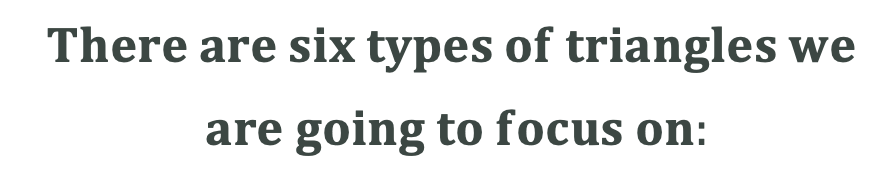 There are six types of triangles we
are going to focus on: